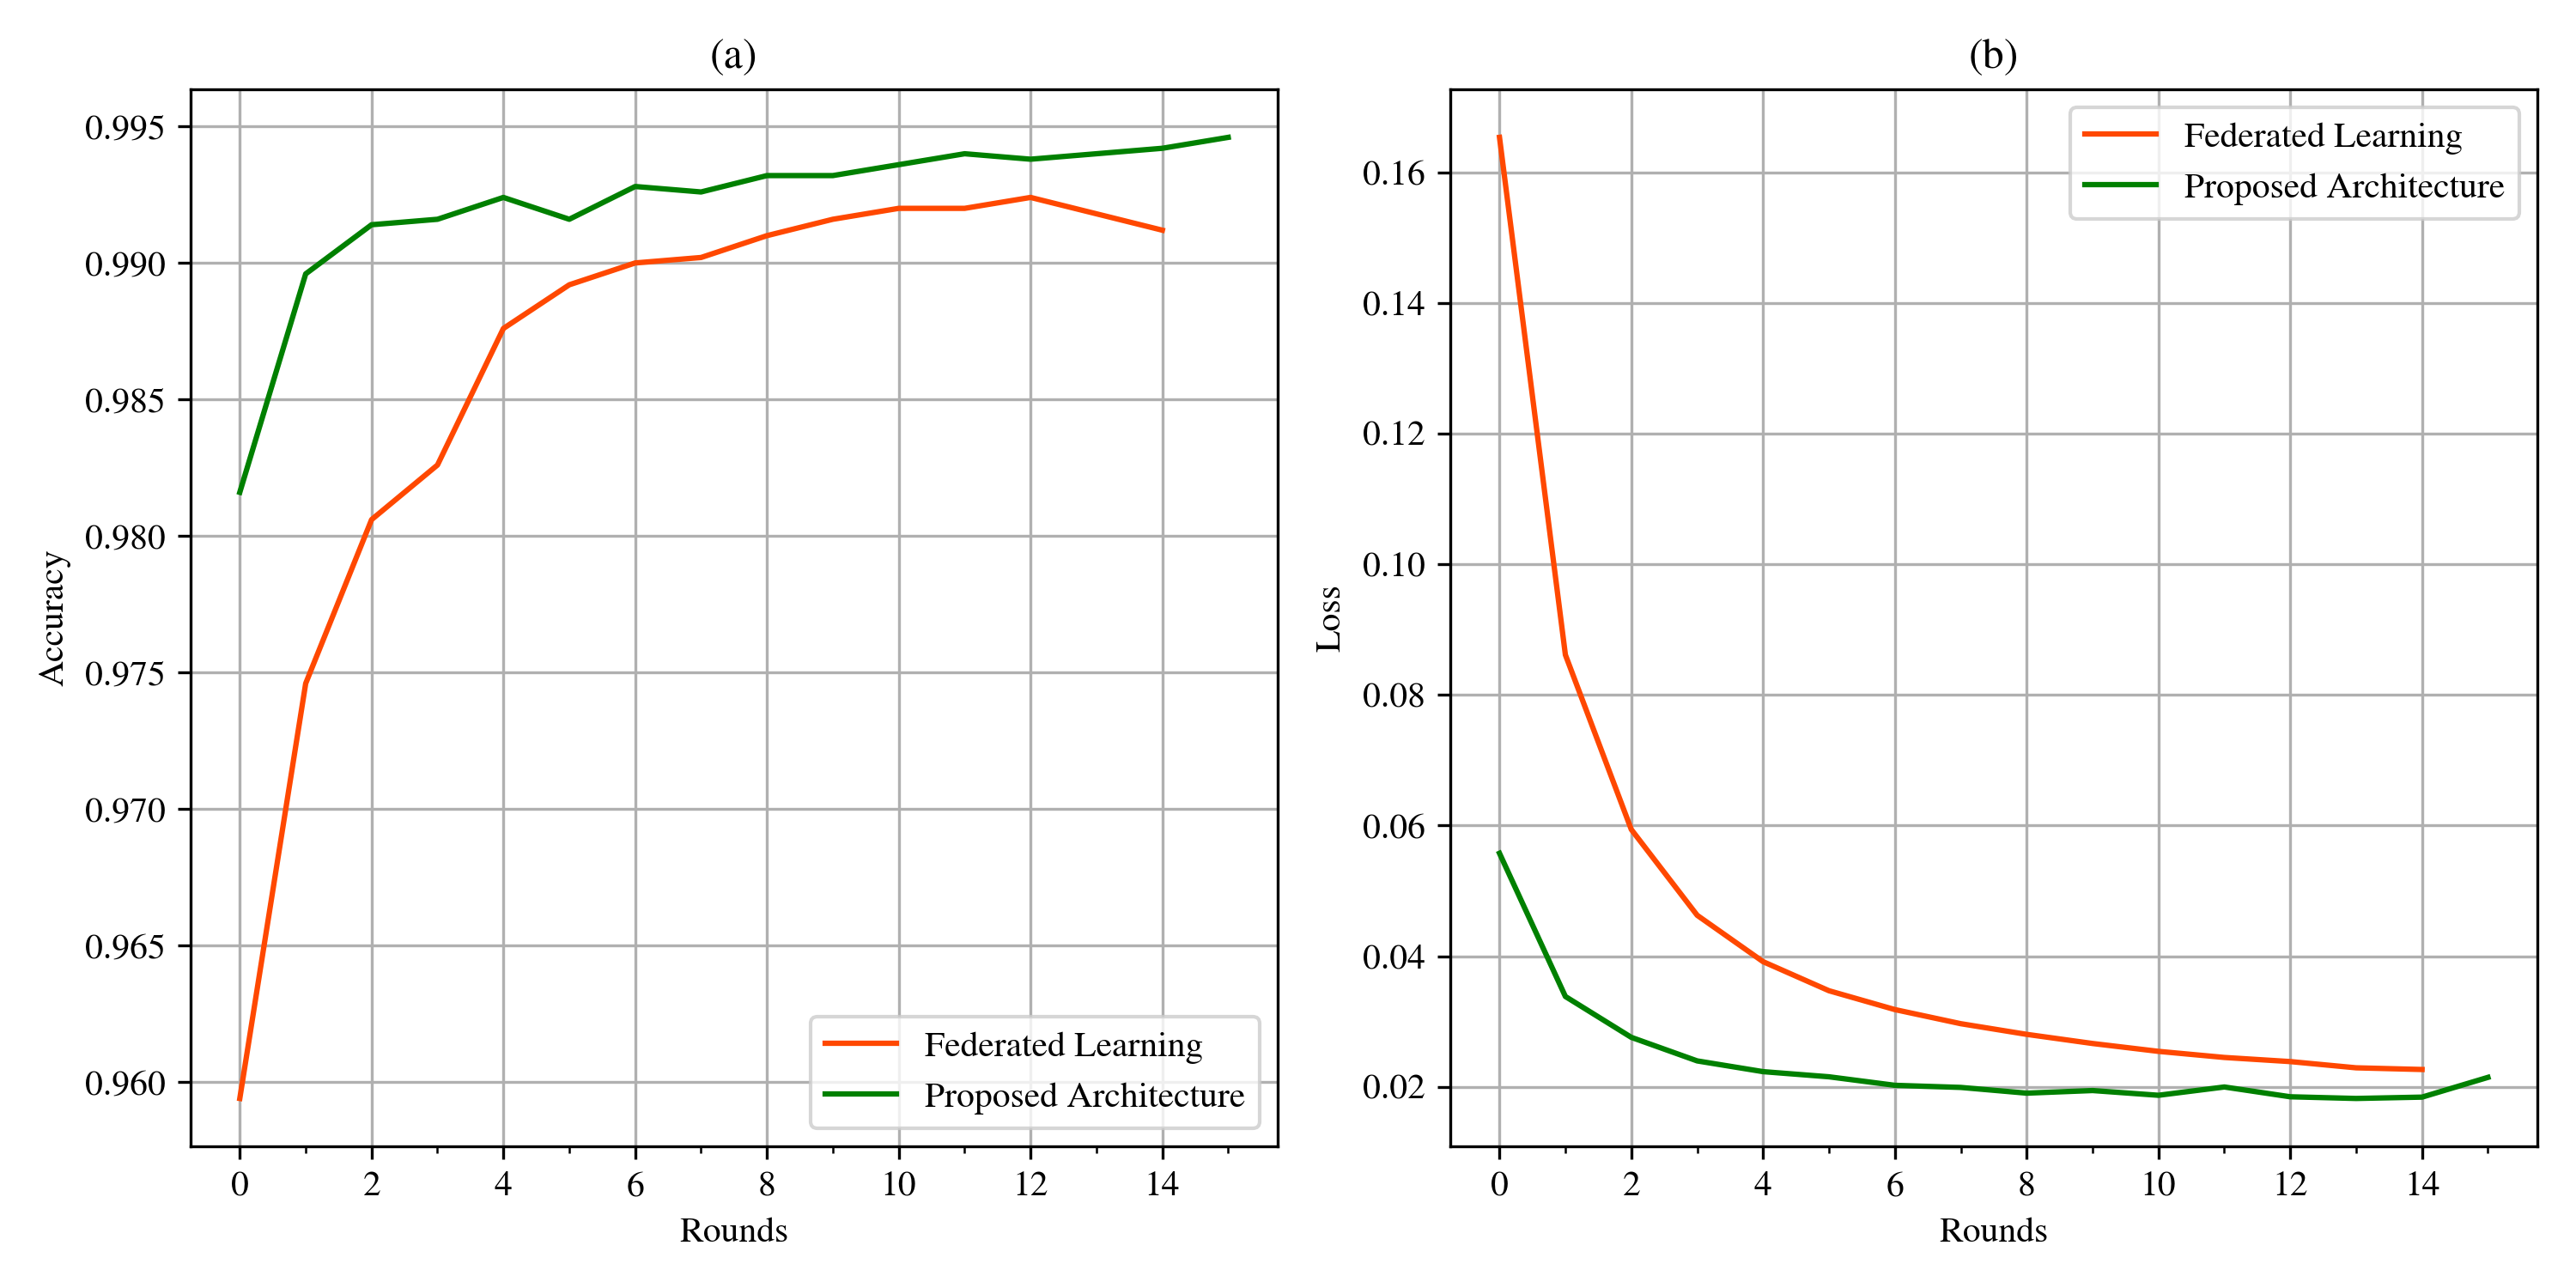 (a)
0.995
0.990
0.985
0.980
0.975
0.970
0.965
0.960
Accuracy
Federated Learning
Proposed Architecture
0 2 4 6 8 10 12 14
Rounds
(b)
0.16
0.14
0.12
0.10
0.08
0.06
0.04
0.02
Loss
Federated Learning
Proposed Architecture
0 2 4 6 8 10 12 14
Rounds